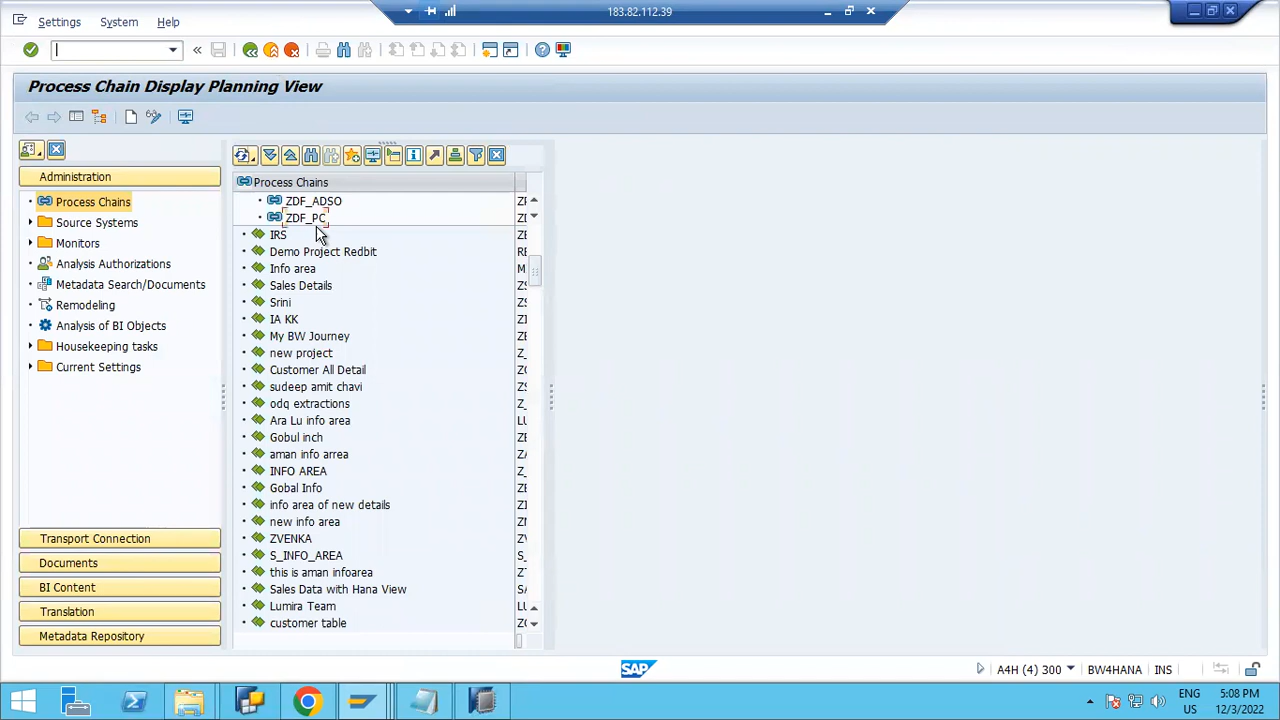 183.82.112.39
Settings System Help
Process Chain Display Planning View
Administration
Process Chains
Source Systems
Monitors
Analysis Authorizations
Metadata Search/Documents
Remodeling
Analysis of BI Objects
Housekeeping tasks
Current Settings
Transport Connection
Documents
BI Content
Translation
Metadata Repository
Process Chains
ZDF_ADSO
ZDF_PC
IRS
Demo Project Redbit
Info area
Sales Details
Srini
IA KK
My BW Journey
new project
Customer All Detail
sudeep amit chavi
odq extractions
Ara Lu info area
Gobul inch
aman info arrea
INFO AREA
Gobal Info
info area of new details
new info area
ZVENKA
S_INFO_AREA
this is aman infoarea
Sales Data with Hana View
Lumira Team
customer table
SAP
A4H (4) 300 BW4HANA INS
ENG 5:08 PM
US 12/3/2022